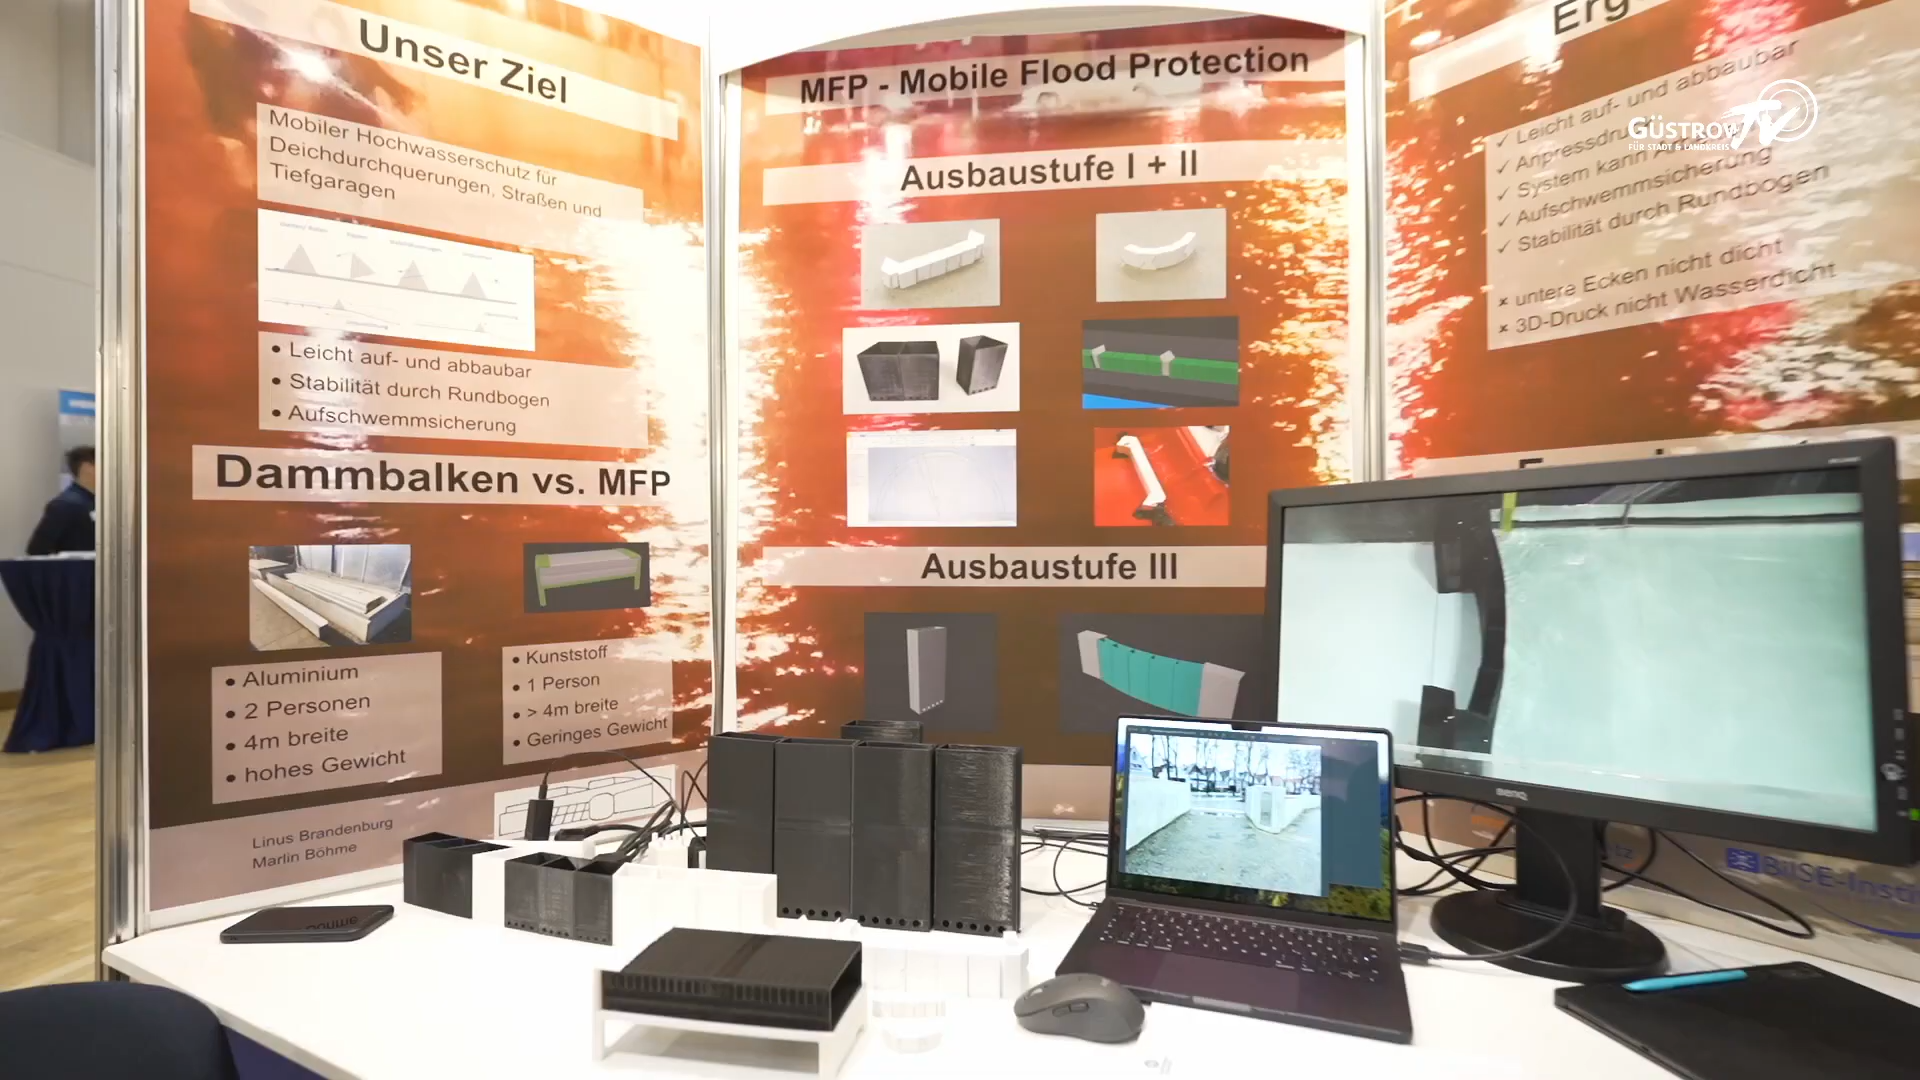 Unser Ziel
Mobiler Hochwasserschutz für
Deichdurchquerungen, Straßen und
Tiefgaragen
• Leicht auf- und abbaubar
• Stabilität durch Rundbogen
• Aufschwemmsicherung
Dammbalken vs. MFP
• Aluminium
• 2 Personen
• 4m breite
• hohes Gewicht
• Kunststoff
• 1 Person
• > 4m breite
• Geringes Gewicht
Linus Brandenburg
Marlin Böhme
MFP - Mobile Flood Protection
Ausbaustufe I + II
Ausbaustufe III
✓ Leicht auf- und abbaubar
✓ System kann
✓ Aufschwemmsicherung
✓ Stabilität durch Rundbogen
× untere Ecken nicht dicht
× 3D-Druck nicht Wasserdicht
GÜSTROW TV
FÜR STADT & LANDKREIS
BenQ